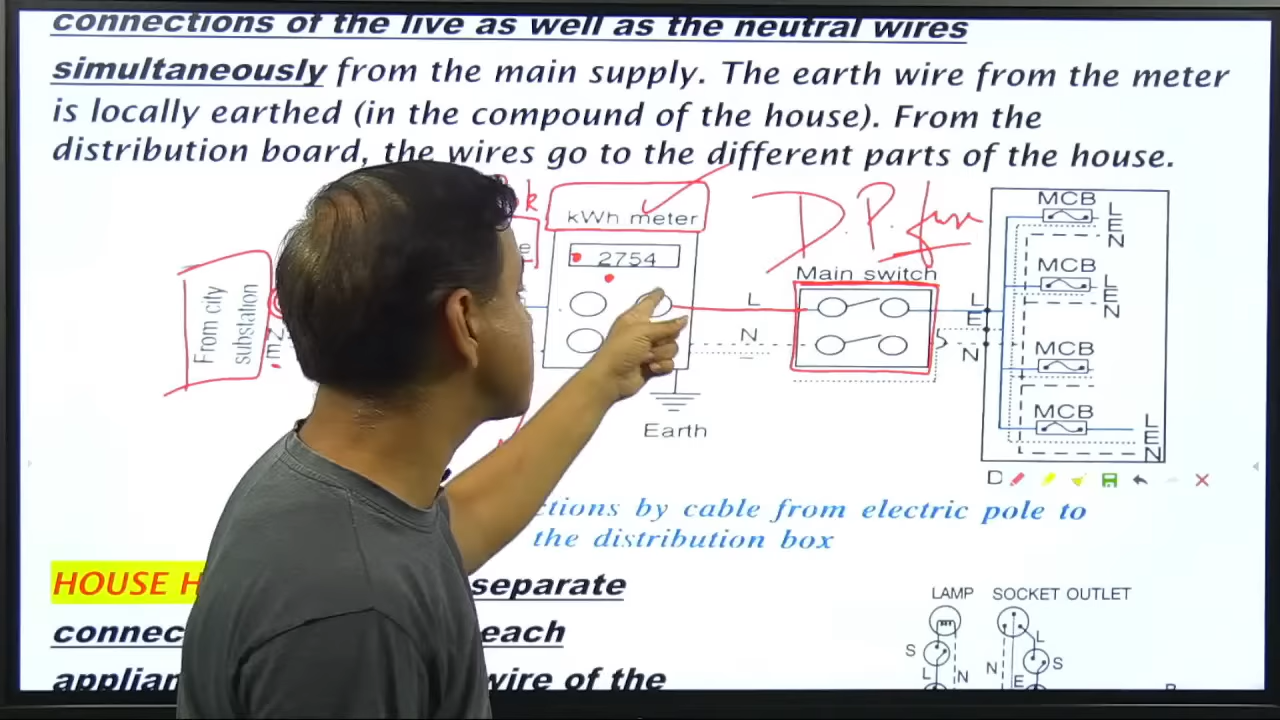 connections of the live as well as the neutral wires
simultaneously from the main supply. The earth wire from the meter
is locally earthed (in the compound of the house). From the
distribution board, the wires go to the different parts of the house.
k
kWh meter
D.P. fuse
MCB
L
E
N
e
2754
Main switch
MCB
L
E
N
From city
substation
L
L
E
N
N
MCB
MCB
L
E
N
Earth
D
by cable from electric pole to
the distribution box
HOUSE separate
each
wire of the
LAMP SOCKET OUTLET
S
L
N
N
L
S
E